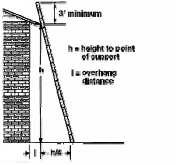 3' minimum
h = height to point
of support
h
l = overhang
distance
l
h/4